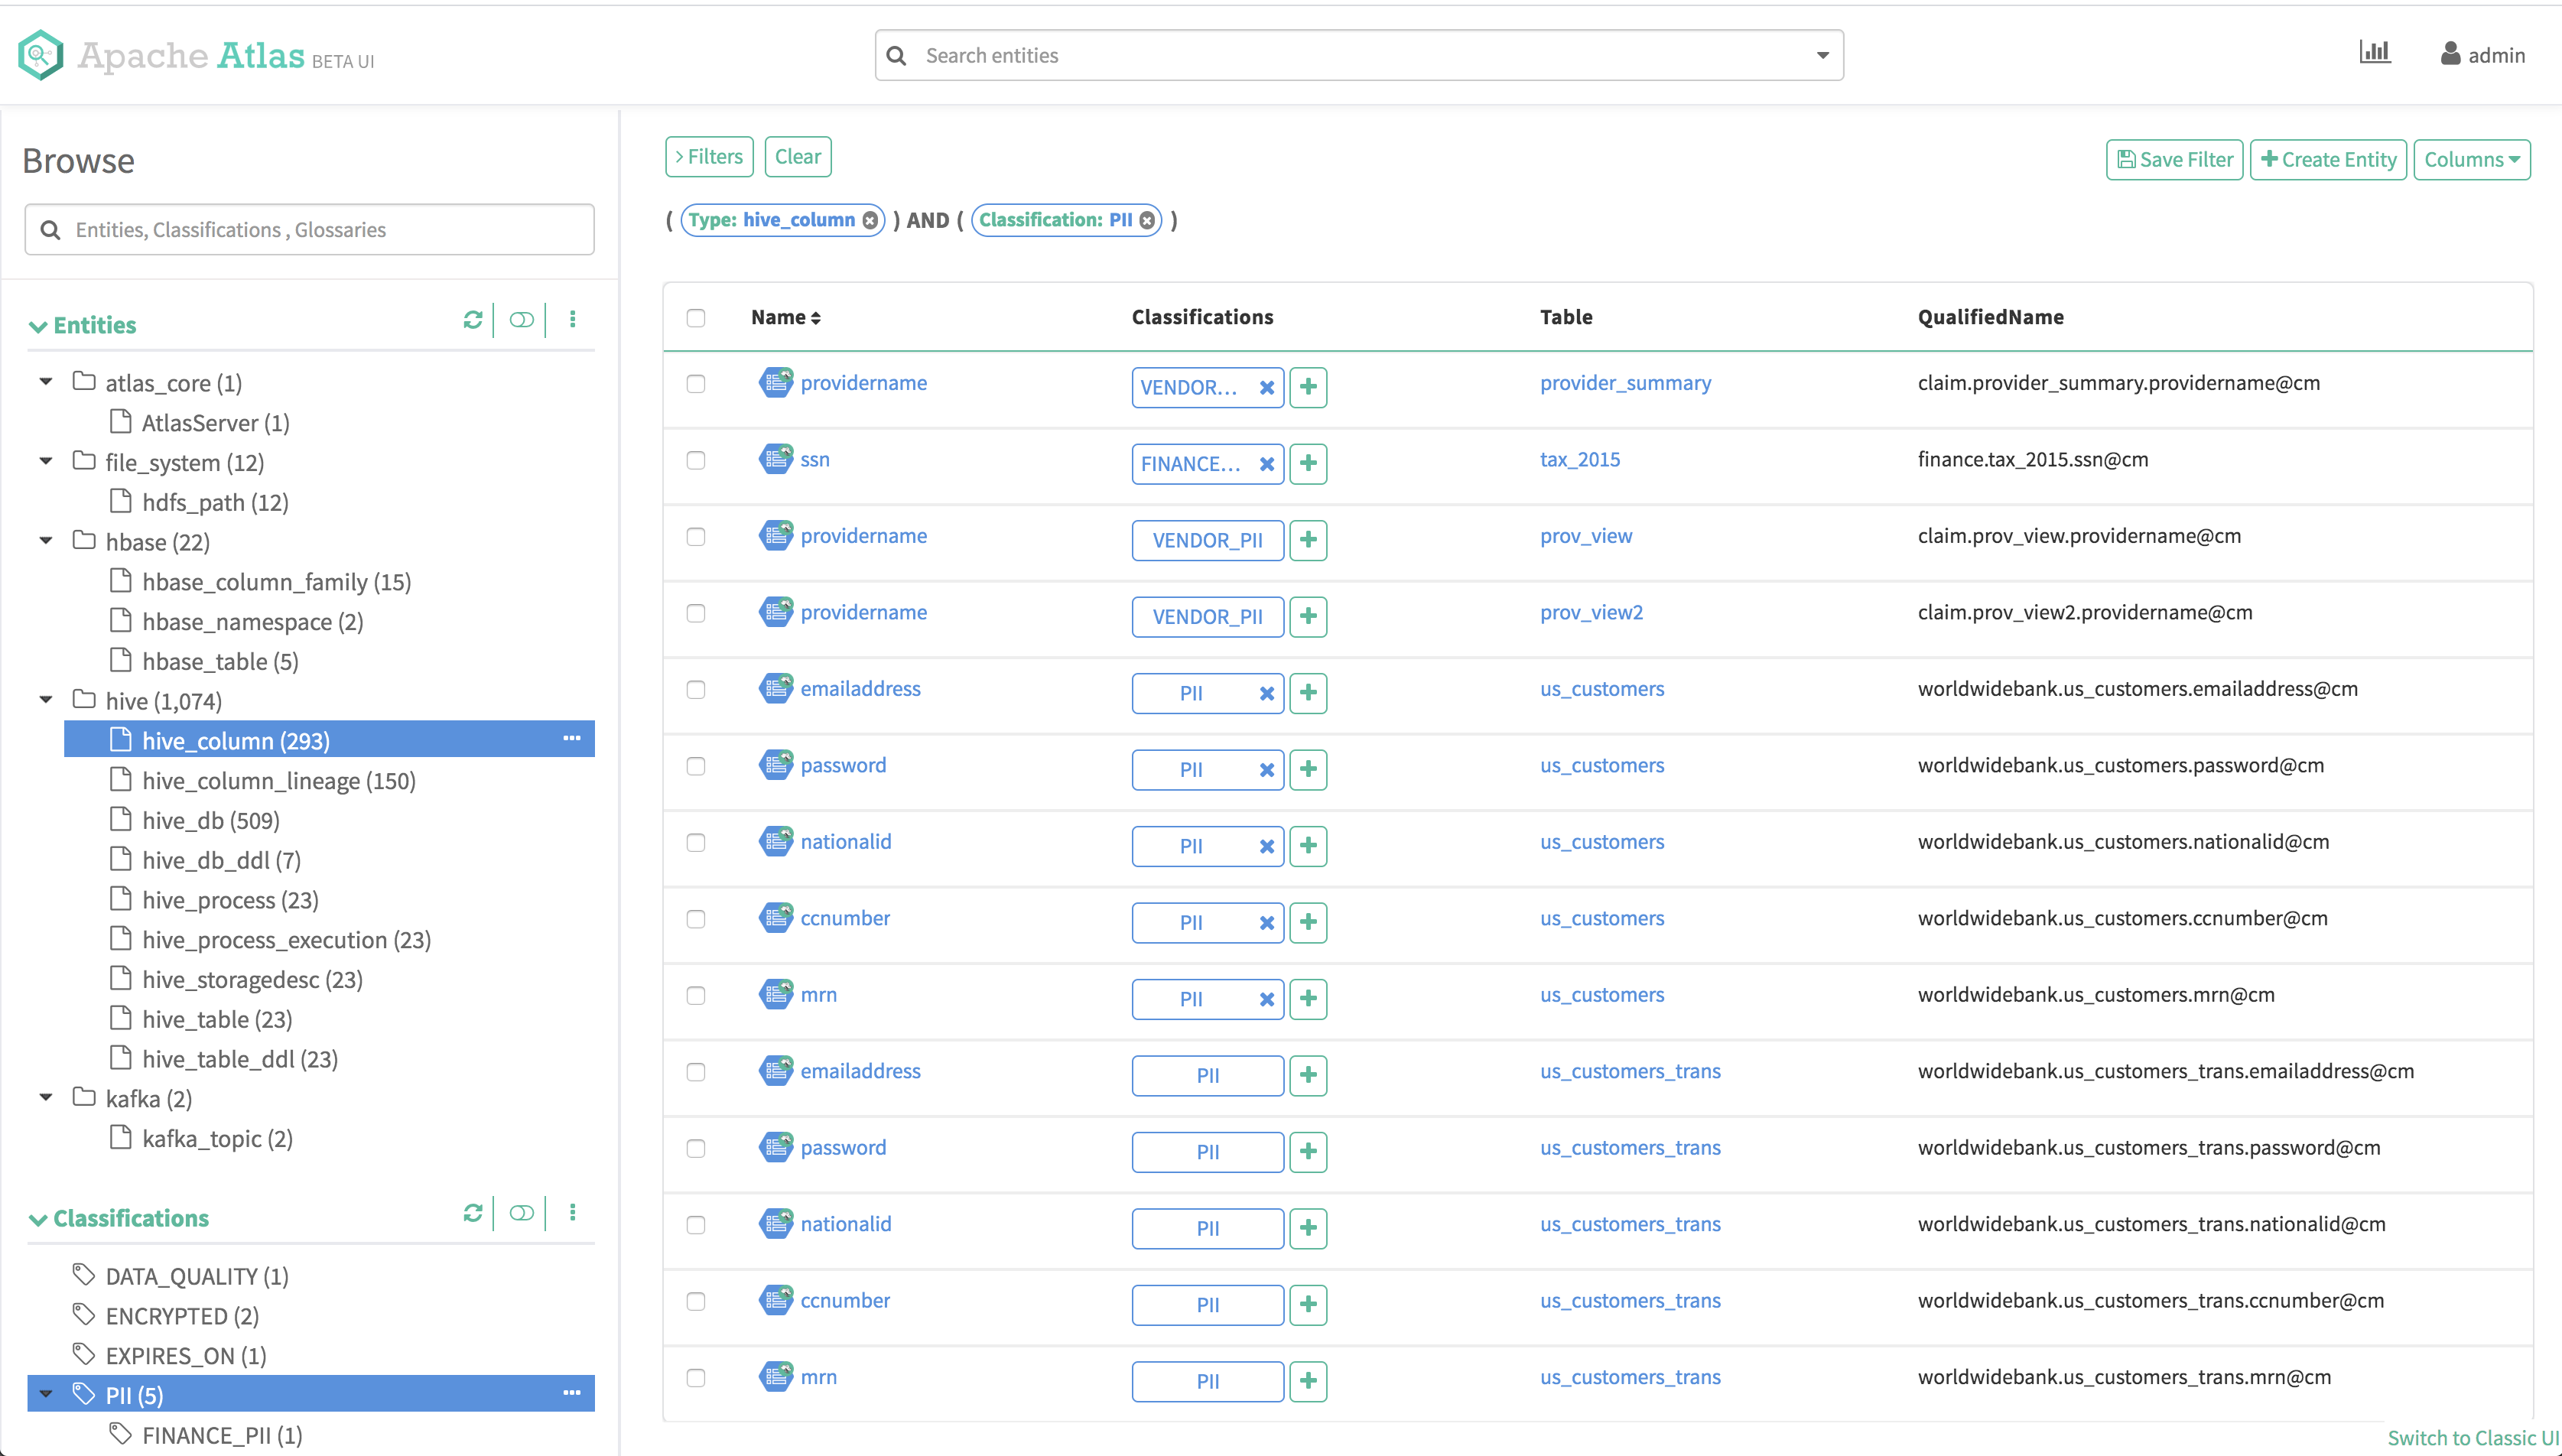 Apache Atlas BETA UI
Search entities
admin
Browse
Entities, Classifications , Glossaries
Entities
atlas_core (1)
AtlasServer (1)
file_system (12)
hdfs_path (12)
hbase (22)
hbase_column_family (15)
hbase_namespace (2)
hbase_table (5)
hive (1,074)
hive_column (293)
hive_column_lineage (150)
hive_db (509)
hive_db_ddl (7)
hive_process (23)
hive_process_execution (23)
hive_storagedesc (23)
hive_table (23)
hive_table_ddl (23)
kafka (2)
kafka_topic (2)
Classifications
DATA_QUALITY (1)
ENCRYPTED (2)
EXPIRES_ON (1)
PII (5)
FINANCE_PII (1)
Filters Clear
Save Filter Create Entity Columns
( Type: hive_column ) AND ( Classification: PII )
Name Classifications Table QualifiedName
providername VENDOR... provider_summary claim.provider_summary.providername@cm
ssn FINANCE... tax_2015 finance.tax_2015.ssn@cm
providername VENDOR_PII prov_view claim.prov_view.providername@cm
providername VENDOR_PII prov_view2 claim.prov_view2.providername@cm
emailaddress PII us_customers worldwidebank.us_customers.emailaddress@cm
password PII us_customers worldwidebank.us_customers.password@cm
nationalid PII us_customers worldwidebank.us_customers.nationalid@cm
ccnumber PII us_customers worldwidebank.us_customers.ccnumber@cm
mrn PII us_customers worldwidebank.us_customers.mrn@cm
emailaddress PII us_customers_trans worldwidebank.us_customers_trans.emailaddress@cm
password PII us_customers_trans worldwidebank.us_customers_trans.password@cm
nationalid PII us_customers_trans worldwidebank.us_customers_trans.nationalid@cm
ccnumber PII us_customers_trans worldwidebank.us_customers_trans.ccnumber@cm
mrn PII us_customers_trans worldwidebank.us_customers_trans.mrn@cm
Switch to Classic UI